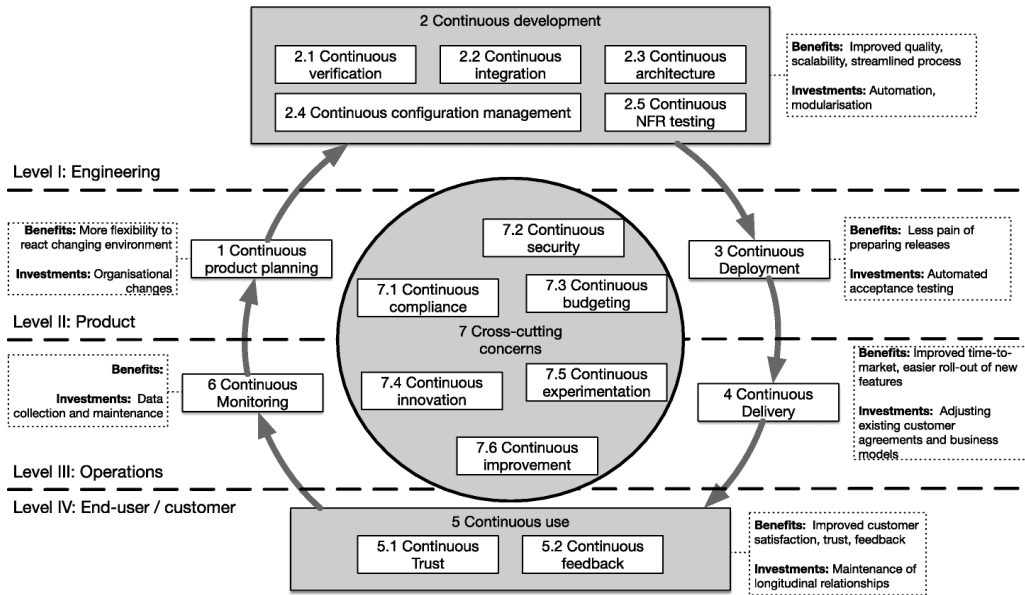 2 Continuous development
2.1 Continuous
verification
2.2 Continuous
integration
2.3 Continuous
architecture
2.4 Continuous configuration management
2.5 Continuous
NFR testing
Benefits: Improved quality,
scalability, streamlined process
Investments: Automation,
modularisation
Level I: Engineering
Benefits: More flexibility to
react changing environment
Investments: Organisational
changes
1 Continuous
product planning
7.2 Continuous
security
7.1 Continuous
compliance
7.3 Continuous
budgeting
3 Continuous
Deployment
Benefits: Less pain of
preparing releases
Investments: Automated
acceptance testing
Level II: Product
7 Cross-cutting
concerns
Benefits:
Investments: Data
collection and maintenance
6 Continuous
Monitoring
7.4 Continuous
innovation
7.5 Continuous
experimentation
7.6 Continuous
improvement
4 Continuous
Delivery
Benefits: Improved time-to-
market, easier roll-out of new
features
Investments: Adjusting
existing customer
agreements and business
models
Level III: Operations
Level IV: End-user / customer
5 Continuous use
5.1 Continuous
Trust
5.2 Continuous
feedback
Benefits: Improved customer
satisfaction, trust, feedback
Investments: Maintenance of
longitudinal relationships